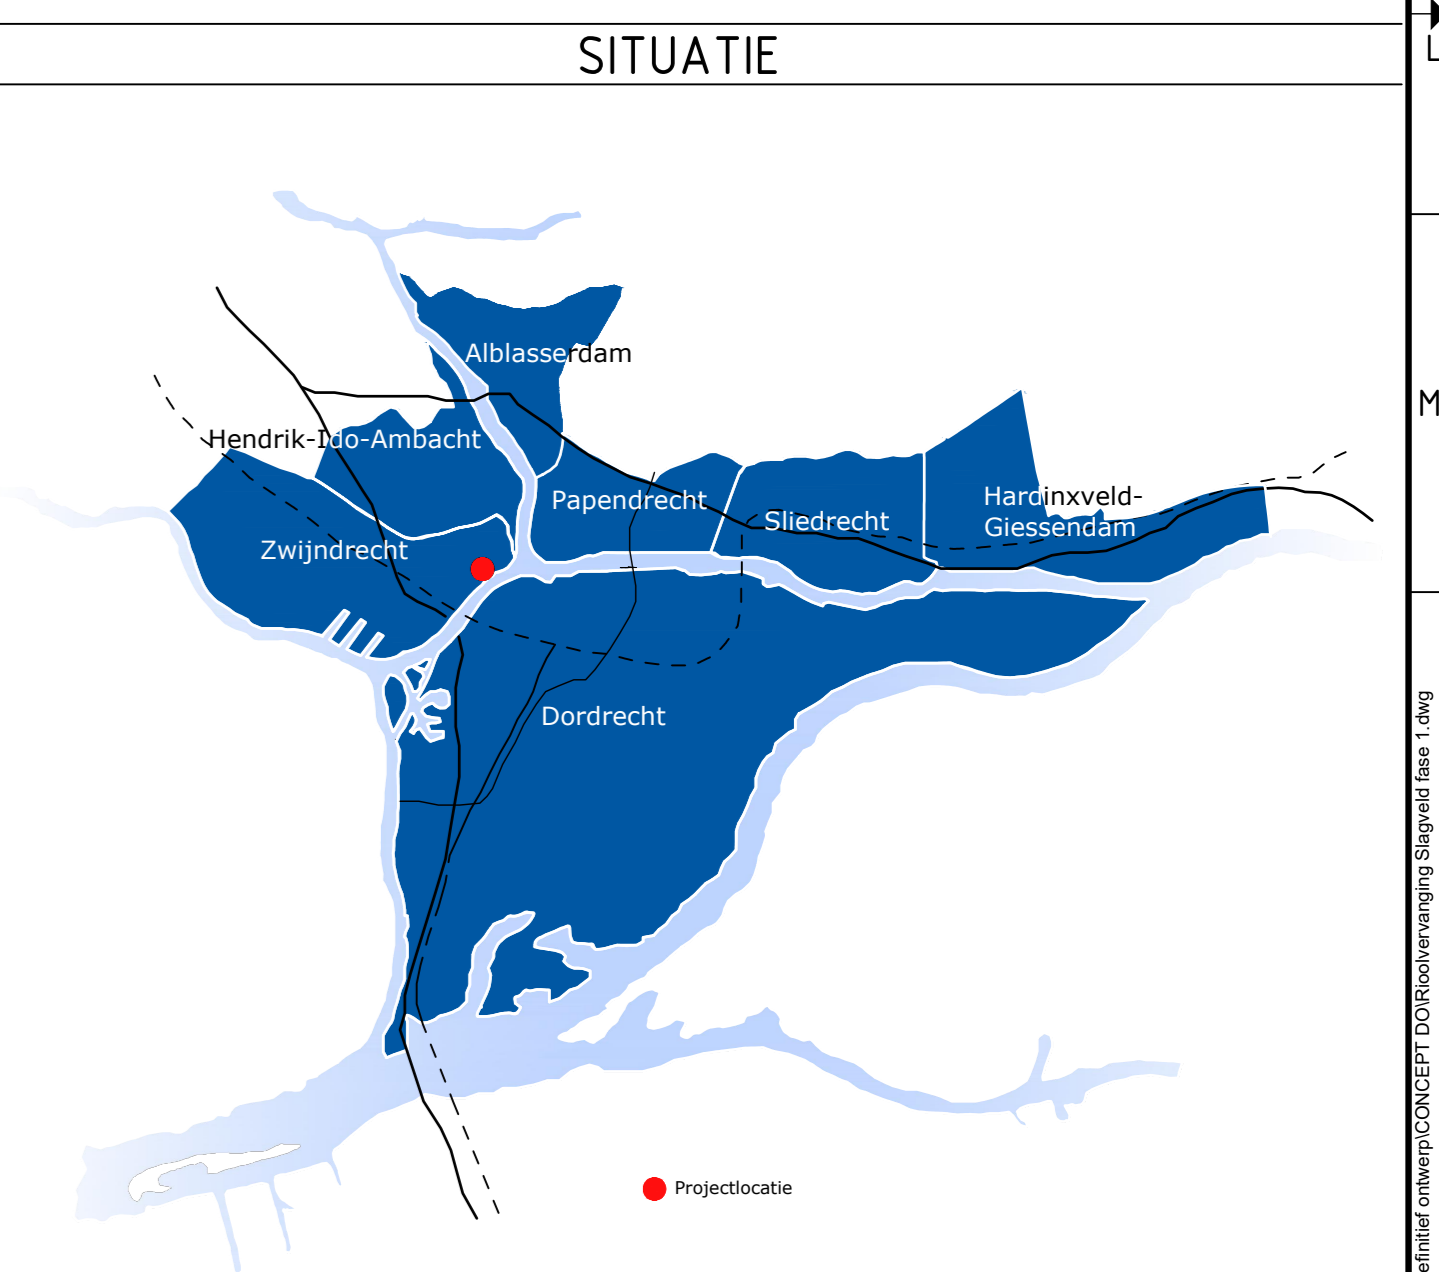 SITUATIE
L
Alblasserdam
Hendrik-Ido-Ambacht
M
Papendrecht
Hardinxveld-
Giessendam
Sliedrecht
Zwijndrecht
Dordrecht
Projectlocatie
efinitief ontwerp\CONCEPT DO\Rioolvervanging Slagveld fase 1.dwg